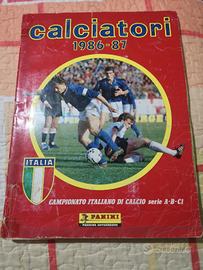 calciatori
1986-87
ITALIA
CAMPIONATO ITALIANO DI CALCIO serie A-B-C1
PANINI